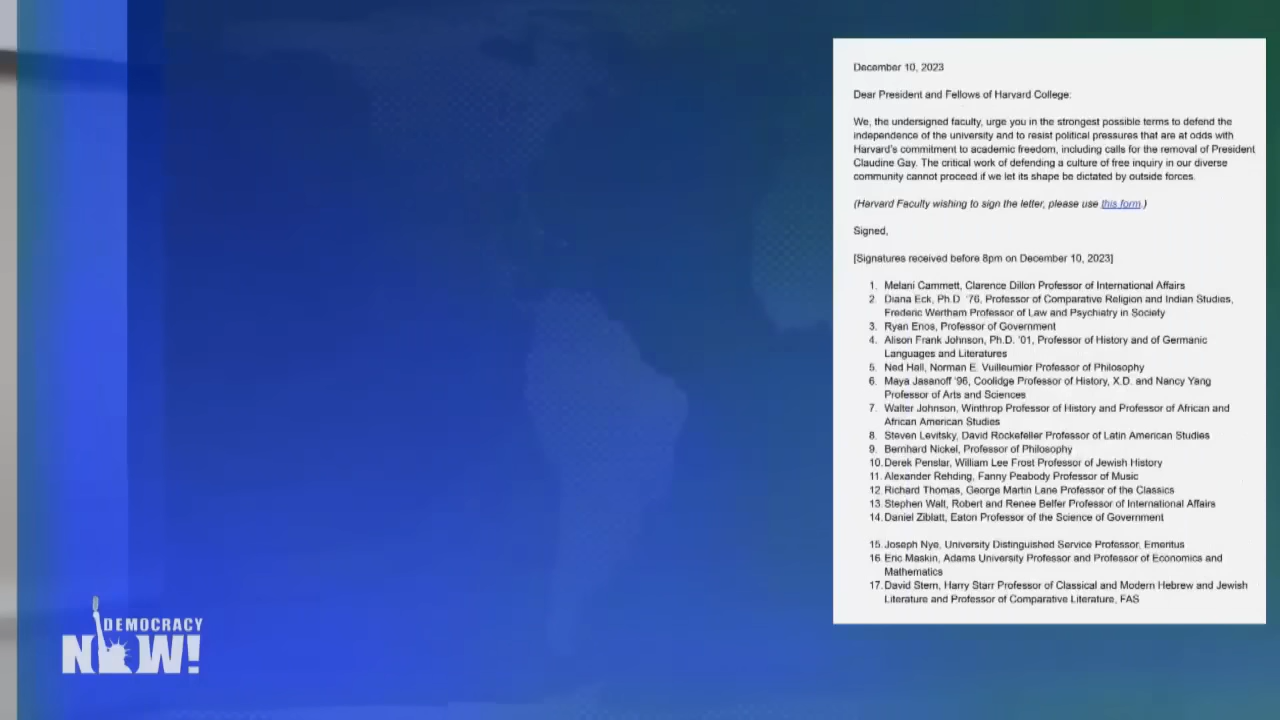 December 10, 2023
Dear President and Fellows of Harvard College:
We, the undersigned faculty, urge you in the strongest possible terms to defend the
independence of the university and to resist political pressures that are at odds with
Harvard's commitment to academic freedom, including calls for the removal of President
Claudine Gay. The critical work of defending a culture of free inquiry in our diverse
community cannot proceed if we let its shape be dictated by outside forces.
(Harvard Faculty wishing to sign the letter, please use this form.)
Signed,
[Signatures received before 8pm on December 10, 2023]
1. Melani Cammett, Clarence Dillon Professor of International Affairs
2. Diana Eck, Ph.D '76, Professor of Comparative Religion and Indian Studies,
Frederic Wertham Professor of Law and Psychiatry in Society
3. Ryan Enos, Professor of Government
4. Alison Frank Johnson, Ph.D. '01, Professor of History and of Germanic
Languages and Literatures
5. Ned Hall, Norman E. Vuilleumier Professor of Philosophy
6. Maya Jasanoff '96, Coolidge Professor of History, X.D. and Nancy Yang
Professor of Arts and Sciences
7. Walter Johnson, Winthrop Professor of History and Professor of African and
African American Studies
8. Steven Levitsky, David Rockefeller Professor of Latin American Studies
9. Bernhard Nickel, Professor of Philosophy
10. Derek Penslar, William Lee Frost Professor of Jewish History
11. Alexander Rehding, Fanny Peabody Professor of Music
12. Richard Thomas, George Martin Lane Professor of the Classics
13. Stephen Walt, Robert and Renee Belfer Professor of International Affairs
14. Daniel Ziblatt, Eaton Professor of the Science of Government
15. Joseph Nye, University Distinguished Service Professor, Emeritus
16. Eric Maskin, Adams University Professor and Professor of Economics and
Mathematics
17. David Stern, Harry Starr Professor of Classical and Modern Hebrew and Jewish
Literature and Professor of Comparative Literature, FAS
DEMOCRACY
NOW!